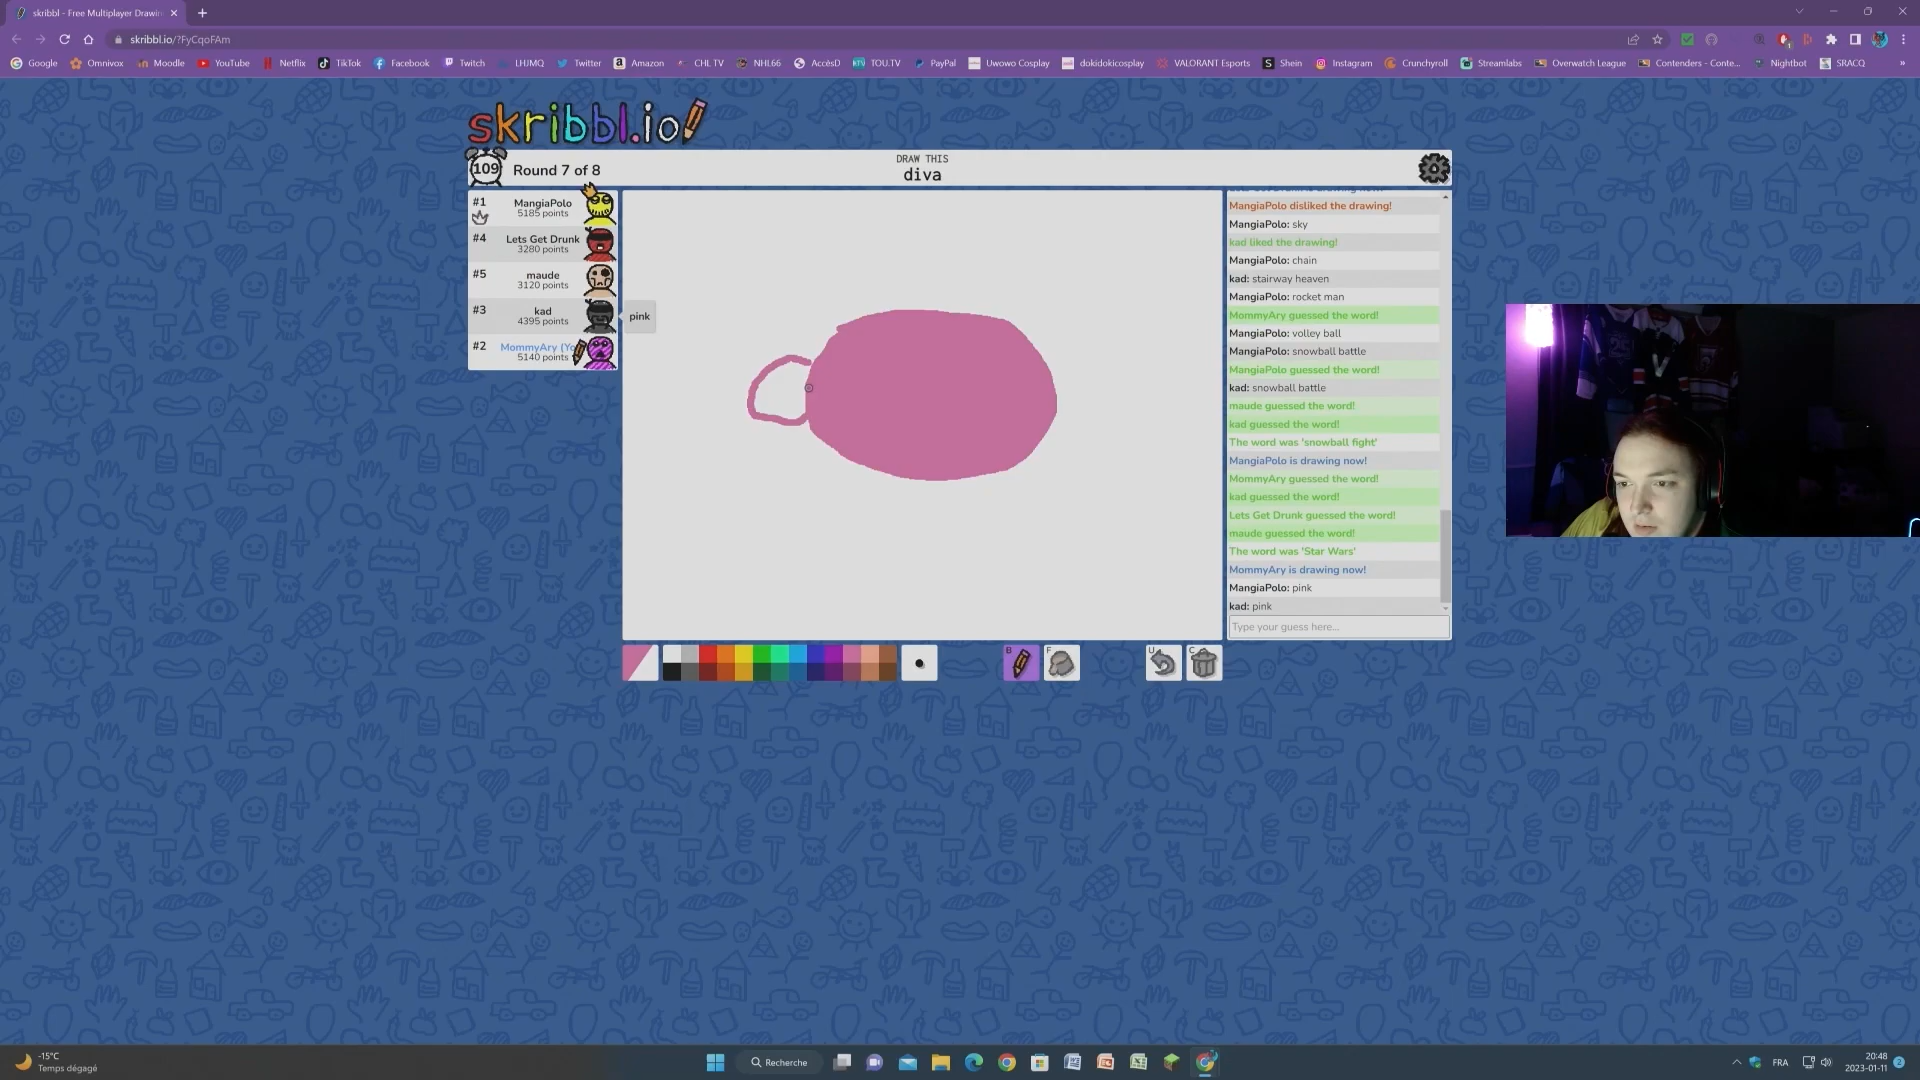 skribbl - Free Multiplayer Drawin
skribbl.io/?FyCqoFAm
Google Omnivox Moodle YouTube Netflix TikTok Facebook Twitch LHJMQ Twitter Amazon CHL TV NHL66 AccèsD TOU.TV PayPal Uwowo Cosplay dokidokicosplay VALORANT Esports Shein Instagram Crunchyroll Streamlabs Overwatch League Contenders - Conte... Nightbot SRACQ »
skribbl.io
109
Round 7 of 8
DRAW THIS
diva
#1 MangiaPolo
5185 points
#4 Lets Get Drunk
3280 points
#5 maude
3120 points
#3 kad
4395 points
pink
#2 MommyAry (Yo
5140 points
MangiaPolo disliked the drawing!
MangiaPolo: sky
kad liked the drawing!
MangiaPolo: chain
kad: stairway heaven
MangiaPolo: rocket man
MommyAry guessed the word!
MangiaPolo: volley ball
MangiaPolo: snowball battle
MangiaPolo guessed the word!
kad: snowball battle
maude guessed the word!
kad guessed the word!
The word was 'snowball fight'
MangiaPolo is drawing now!
MommyAry guessed the word!
kad guessed the word!
Lets Get Drunk guessed the word!
maude guessed the word!
The word was 'Star Wars'
MommyAry is drawing now!
MangiaPolo: pink
kad: pink
Type your guess here...
B F U C
-15°C
Temps dégagé
Recherche
FRA
20:48
2023-01-11
2